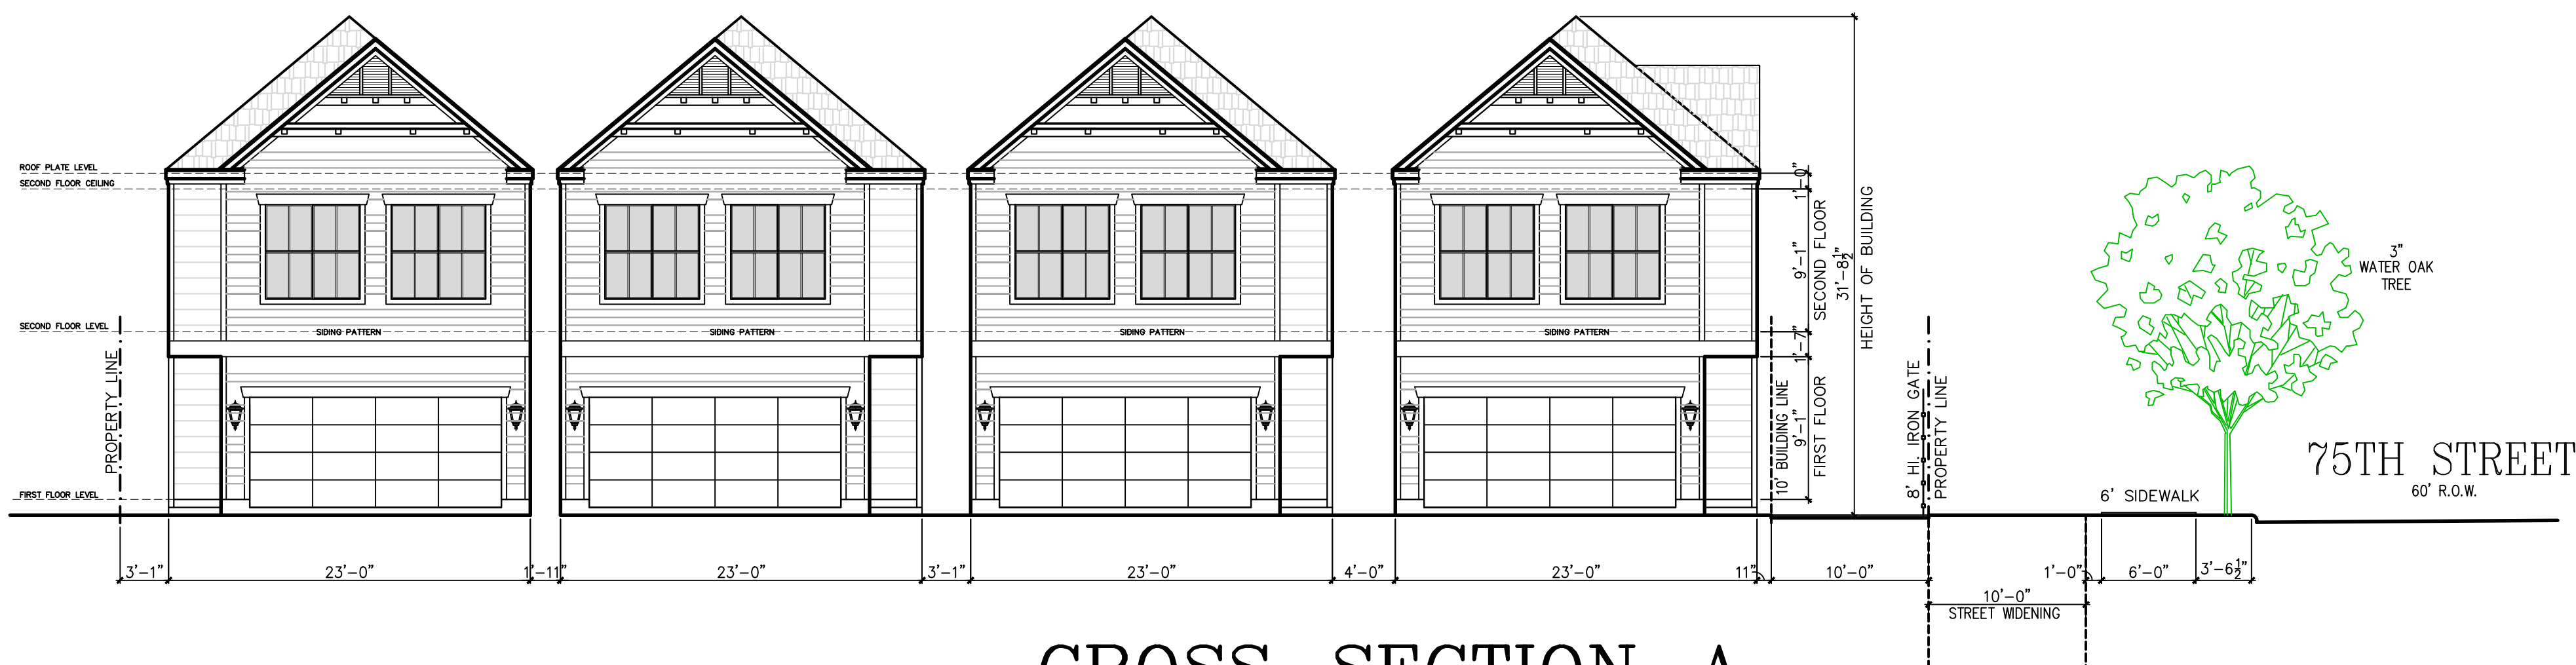 ROOF PLATE LEVEL
SECOND FLOOR CEILING
SECOND FLOOR LEVEL
FIRST FLOOR LEVEL
PROPERTY LINE
SIDING PATTERN
SIDING PATTERN
SIDING PATTERN
SIDING PATTERN
1'-0"
9'-1"
SECOND FLOOR
1'-7"
9'-1"
FIRST FLOOR
31'-8½"
HEIGHT OF BUILDING
10' BUILDING LINE
8' HI. IRON GATE
PROPERTY LINE
3"
WATER OAK
TREE
75TH STREET
60' R.O.W.
6' SIDEWALK
3'-1"
23'-0"
1'-11"
23'-0"
3'-1"
23'-0"
4'-0"
23'-0"
11"
10'-0"
1'-0"
6'-0"
3'-6½"
10'-0"
STREET WIDENING
CROSS SECTION A